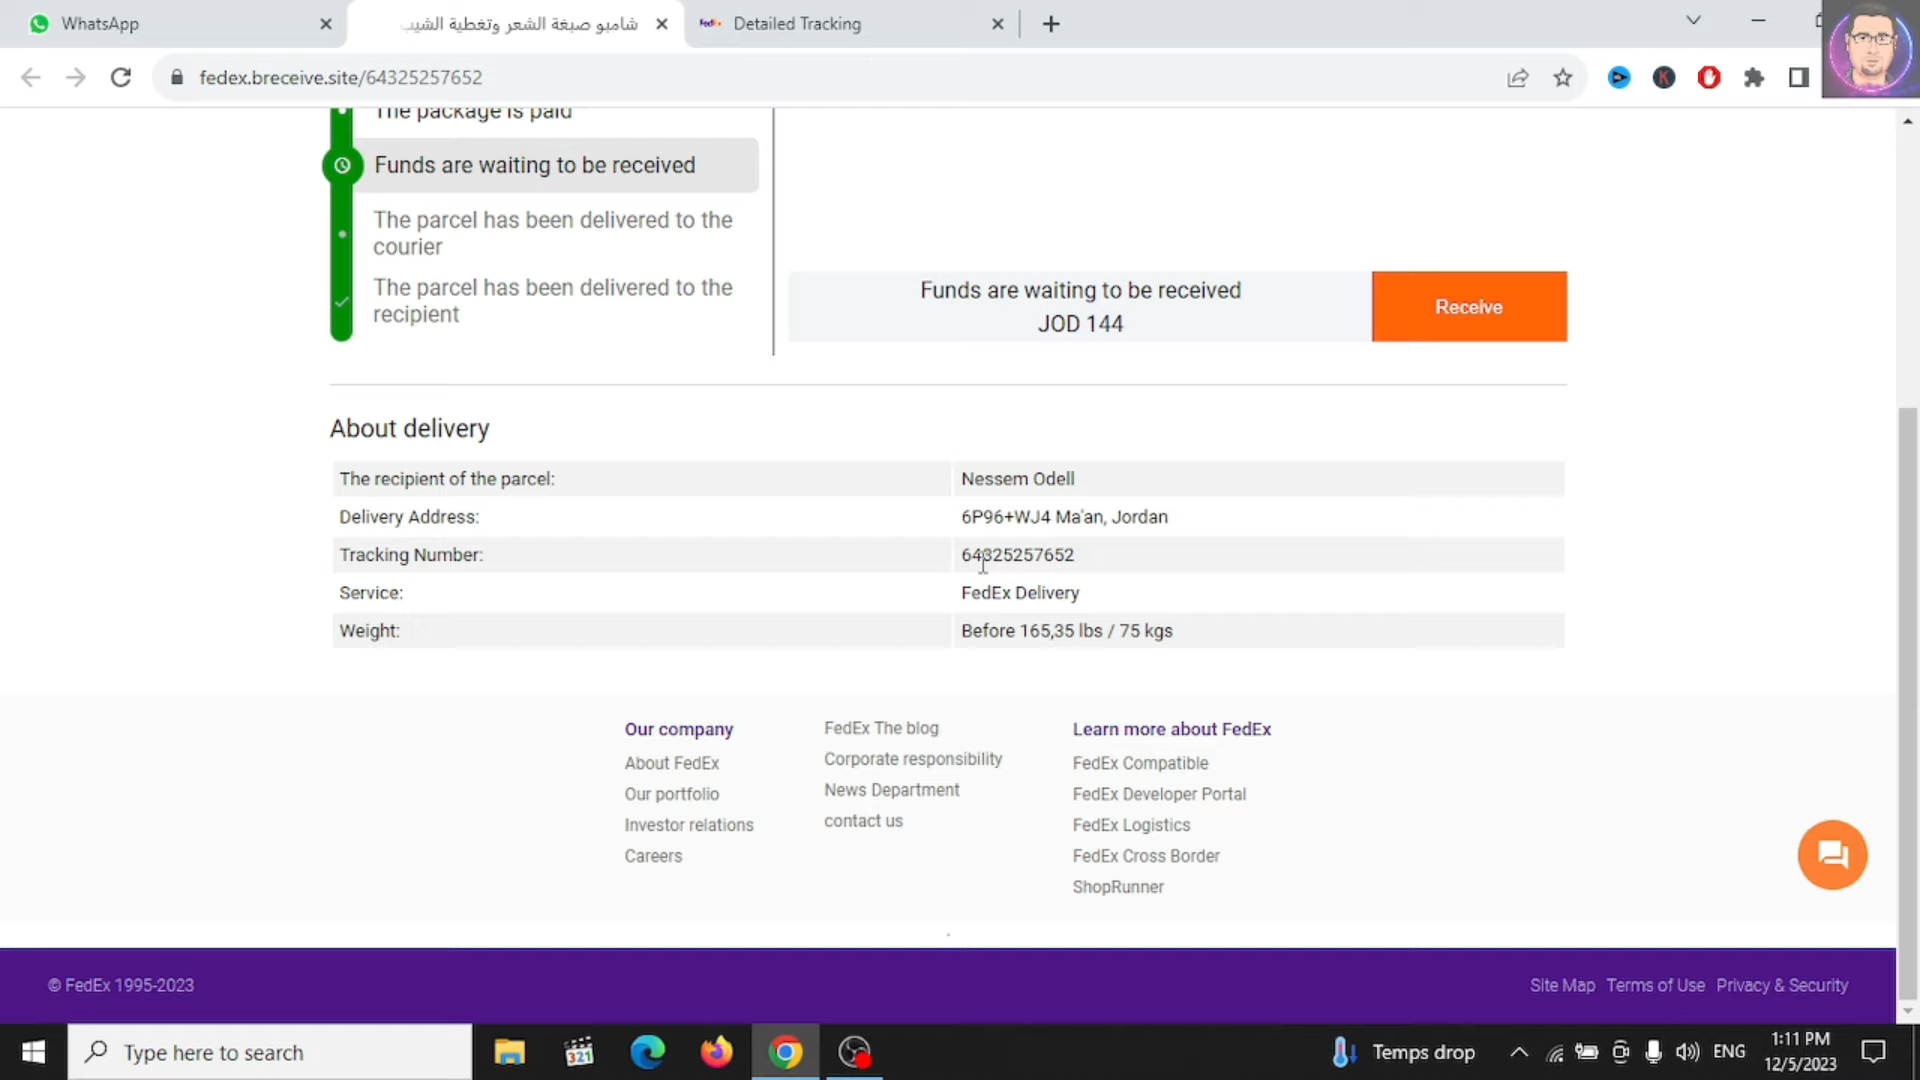 WhatsApp
شامبو صبغة الشعر وتغطية الشيب
FedEx
Detailed Tracking
fedex.breceive.site/64325257652
K
The package is paid
Funds are waiting to be received
The parcel has been delivered to the
courier
The parcel has been delivered to the
recipient
Funds are waiting to be received
JOD 144
Receive
About delivery
The recipient of the parcel: Nessem Odell
Delivery Address: 6P96+WJ4 Ma'an, Jordan
Tracking Number: 64325257652
Service: FedEx Delivery
Weight: Before 165,35 lbs / 75 kgs
Our company
About FedEx
Our portfolio
Investor relations
Careers
FedEx The blog
Corporate responsibility
News Department
contact us
Learn more about FedEx
FedEx Compatible
FedEx Developer Portal
FedEx Logistics
FedEx Cross Border
ShopRunner
© FedEx 1995-2023
Site Map Terms of Use Privacy & Security
Type here to search
321
Temps drop
ENG
1:11 PM
12/5/2023